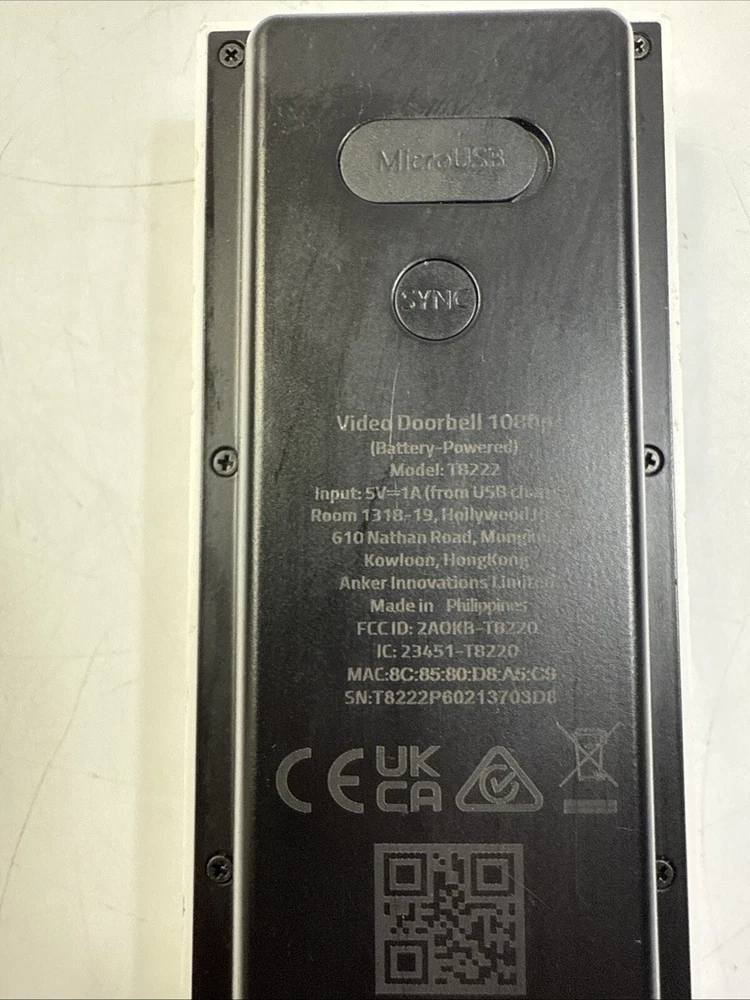 MicroUSB
SYNC
Video Doorbell 1080p
(Battery-Powered)
Model: T8222
Input: 5V⎓1A (from USB
Room 1318-19, Hollywood
610 Nathan Road,
Kowloon, HongKong
Anker Innovations Limited
Made in Philippines
FCC ID: 2AOKB-T8220
IC: 23451-T8220
MAC:8C:85:80:D8:A5:C9
SN:T8222P60213703D8
CE UK CA